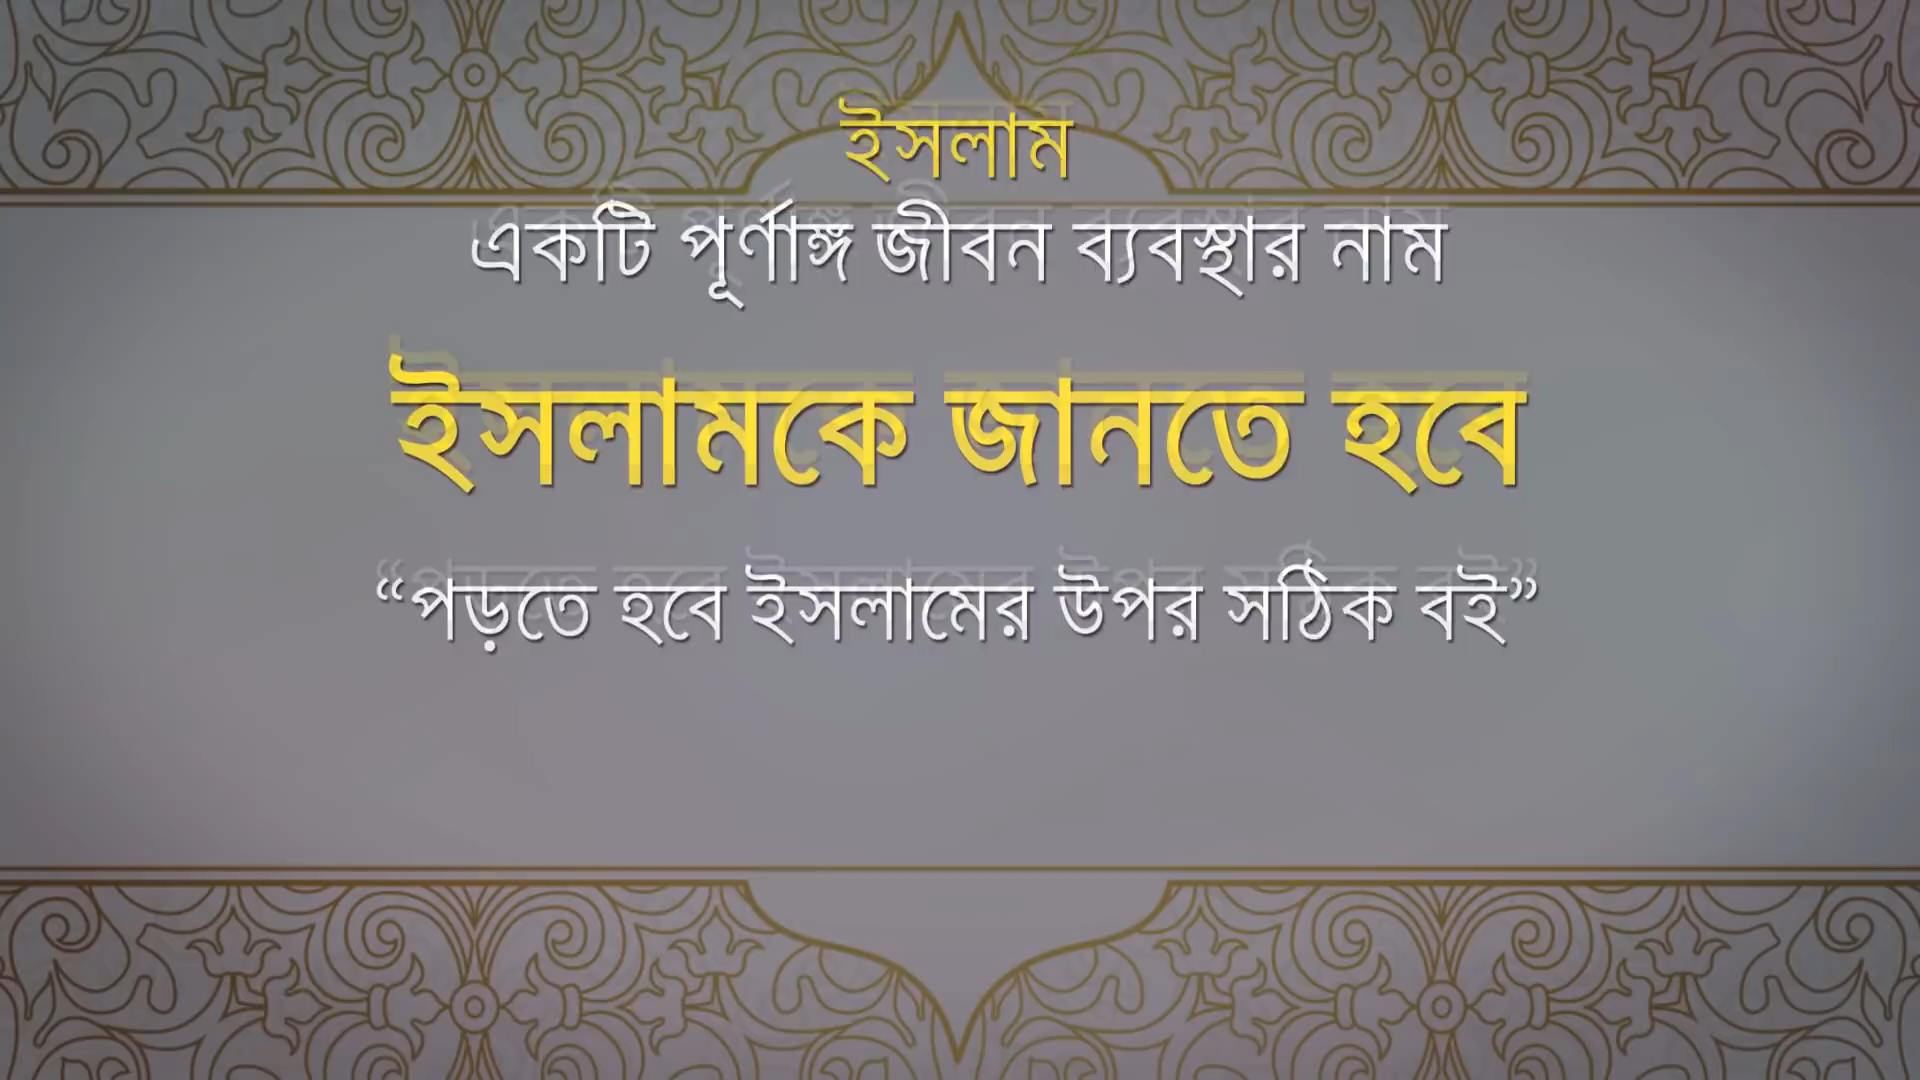 ইসলাম
একটি পূর্ণাঙ্গ জীবন ব্যবস্থার নাম
ইসলামকে জানতে হবে
“পড়তে হবে ইসলামের উপর সঠিক বই”